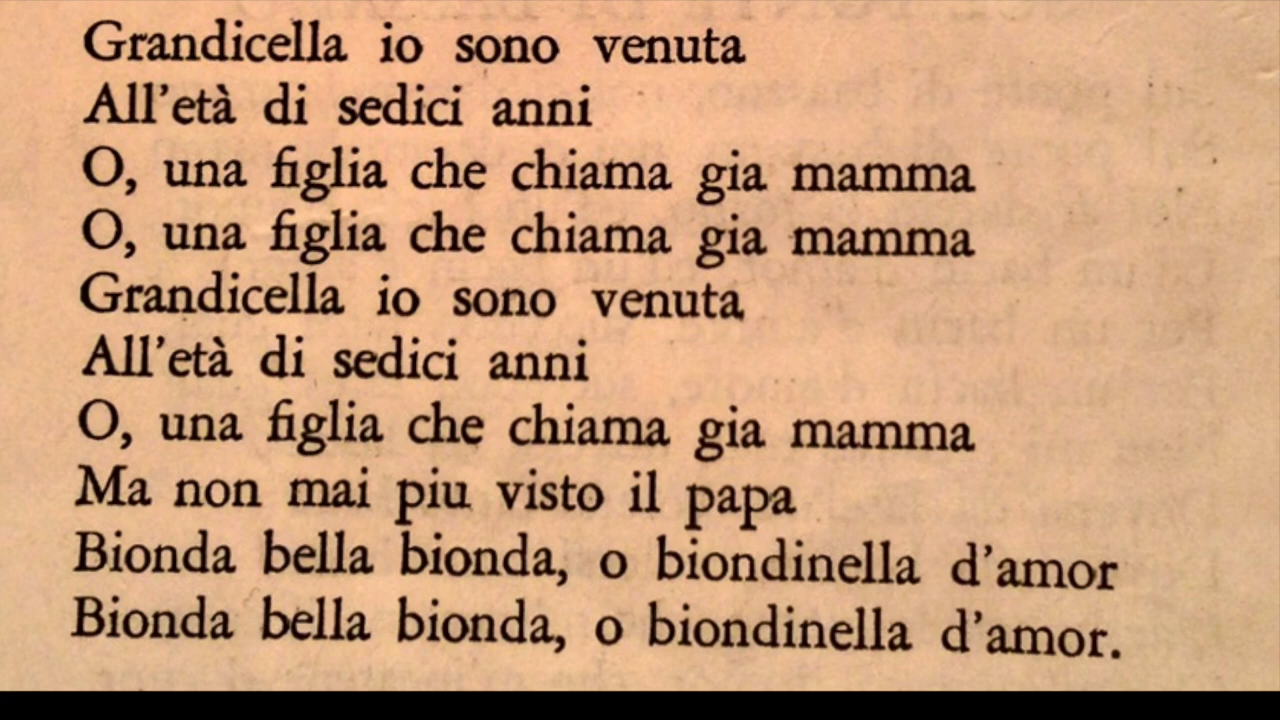 Grandicella io sono venuta
All'età di sedici anni
O, una figlia che chiama gia mamma
O, una figlia che chiama gia mamma
Grandicella io sono venuta
All'età di sedici anni
O, una figlia che chiama gia mamma
Ma non mai piu visto il papa
Bionda bella bionda, o biondinella d'amor
Bionda bella bionda, o biondinella d'amor.